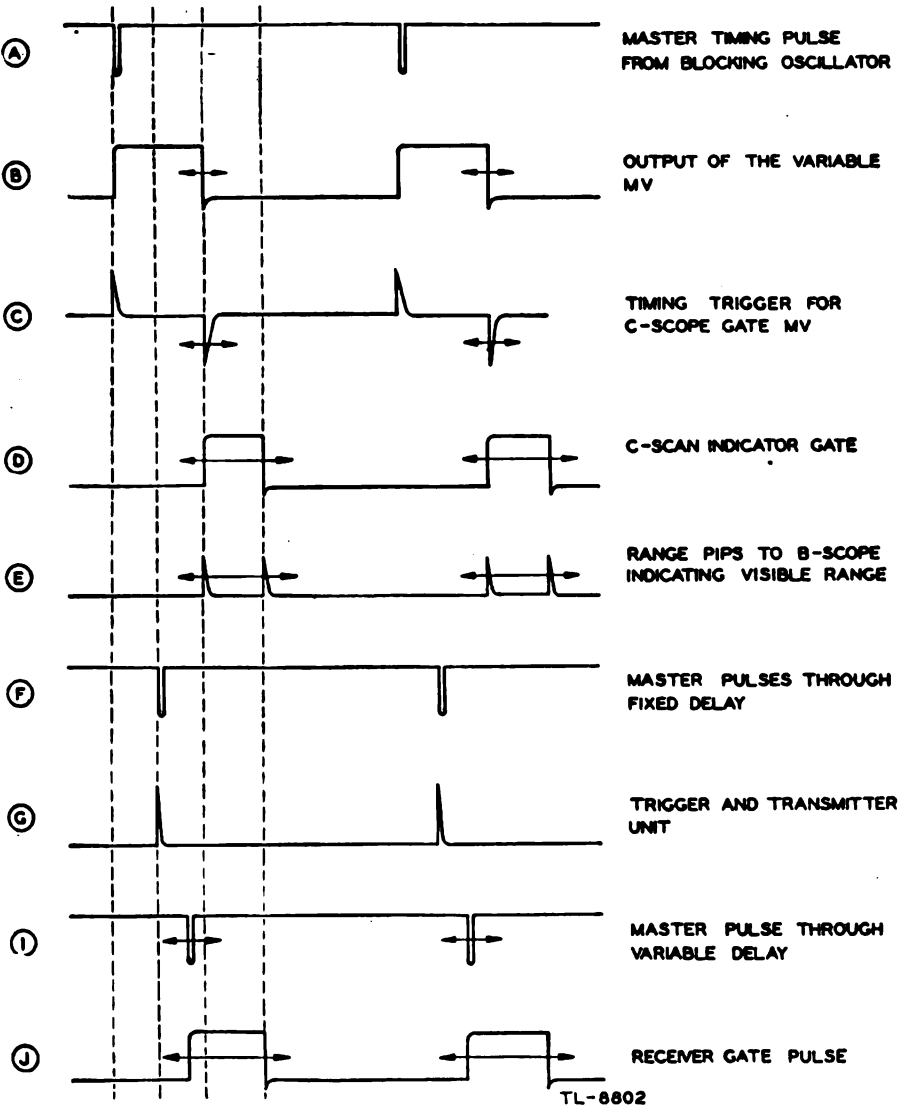 A
MASTER TIMING PULSE
FROM BLOCKING OSCILLATOR
B
OUTPUT OF THE VARIABLE
MV
C
TIMING TRIGGER FOR
C-SCOPE GATE MV
D
C-SCAN INDICATOR GATE
E
RANGE PIPS TO B-SCOPE
INDICATING VISIBLE RANGE
F
MASTER PULSES THROUGH
FIXED DELAY
G
TRIGGER AND TRANSMITTER
UNIT
I
MASTER PULSE THROUGH
VARIABLE DELAY
J
RECEIVER GATE PULSE
TL-8802